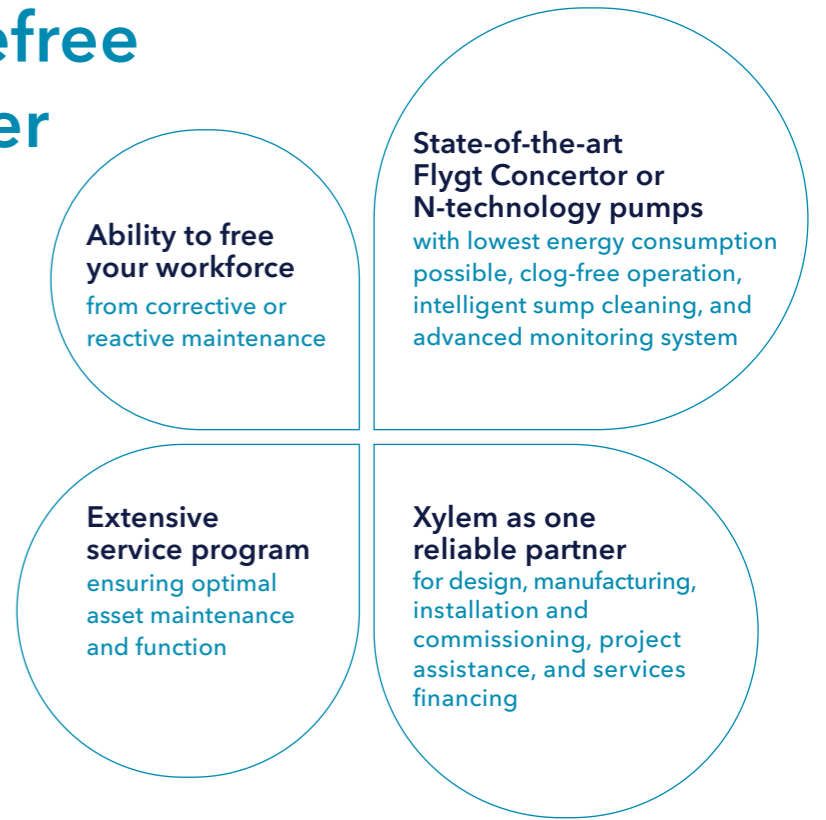 efree
er
Ability to free
your workforce
from corrective or
reactive maintenance
State-of-the-art
Flygt Concertor or
N-technology pumps
with lowest energy consumption
possible, clog-free operation,
intelligent sump cleaning, and
advanced monitoring system
Extensive
service program
ensuring optimal
asset maintenance
and function
Xylem as one
reliable partner
for design, manufacturing,
installation and
commissioning, project
assistance, and services
financing